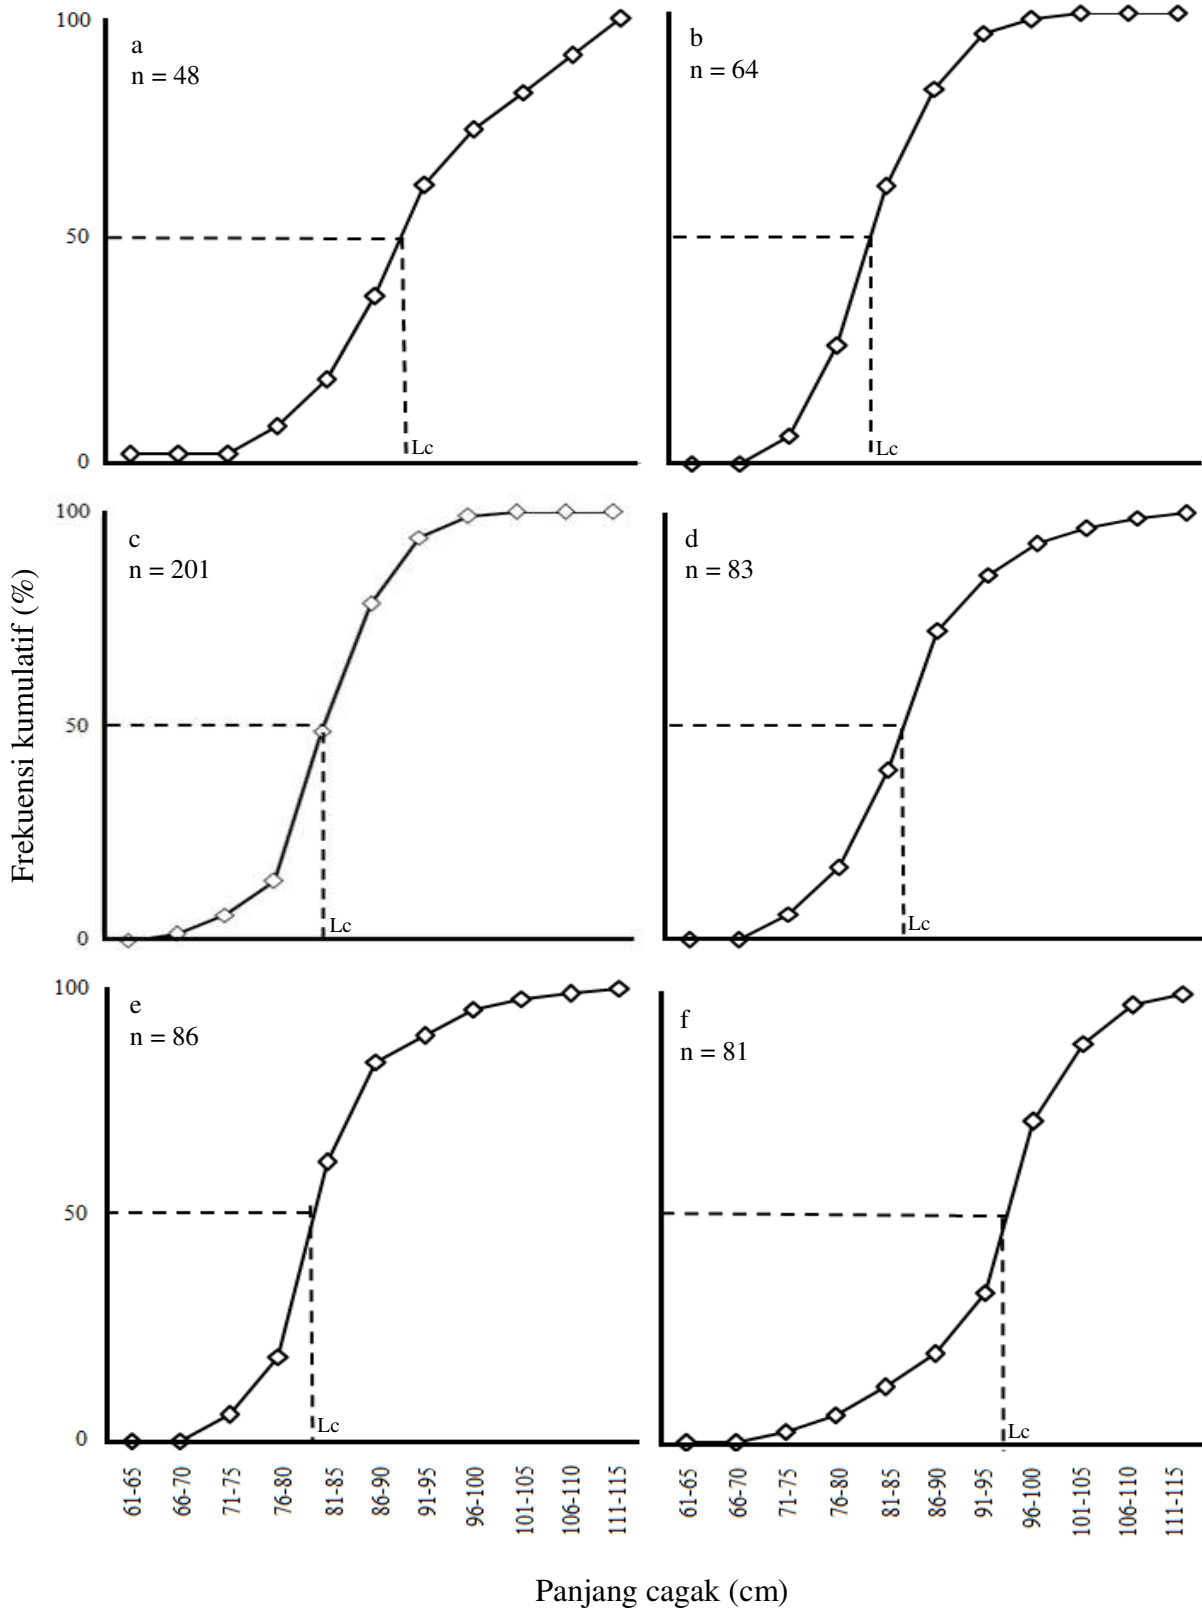 100
50
0
a
n = 48
Lc
b
n = 64
Lc
100
50
0
c
n = 201
Lc
d
n = 83
Lc
100
50
0
e
n = 86
Lc
f
n = 81
Lc
Frekuensi kumulatif (%)
61-65
66-70
71-75
76-80
81-85
86-90
91-95
96-100
101-105
106-110
111-115
61-65
66-70
71-75
76-80
81-85
86-90
91-95
96-100
101-105
106-110
111-115
Panjang cagak (cm)